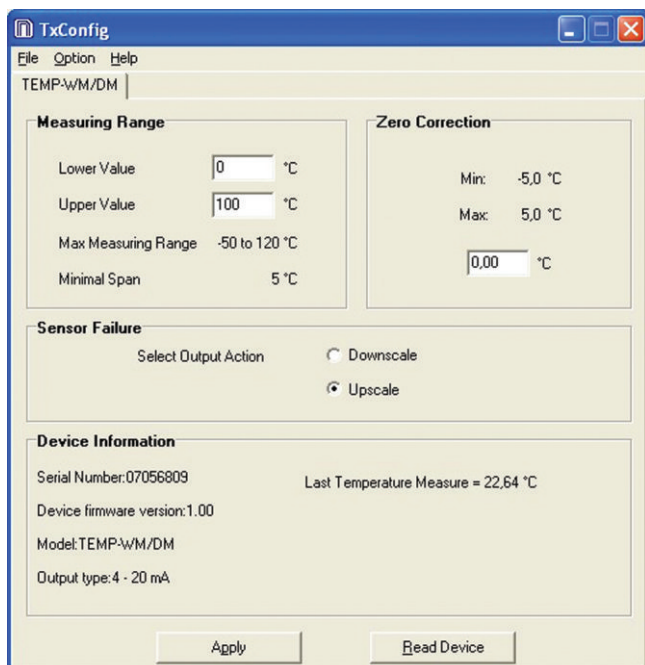 TxConfig
File Option Help
TEMP-WM/DM
Measuring Range
Lower Value 0 °C
Upper Value 100 °C
Max Measuring Range -50 to 120 °C
Minimal Span 5 °C
Zero Correction
Min: -5,0 °C
Max: 5,0 °C
0,00 °C
Sensor Failure
Select Output Action Downscale
Upscale
Device Information
Serial Number:07056809
Last Temperature Measure = 22,64 °C
Device firmware version:1.00
Model:TEMP-WM/DM
Output type:4 - 20 mA
Apply Read Device